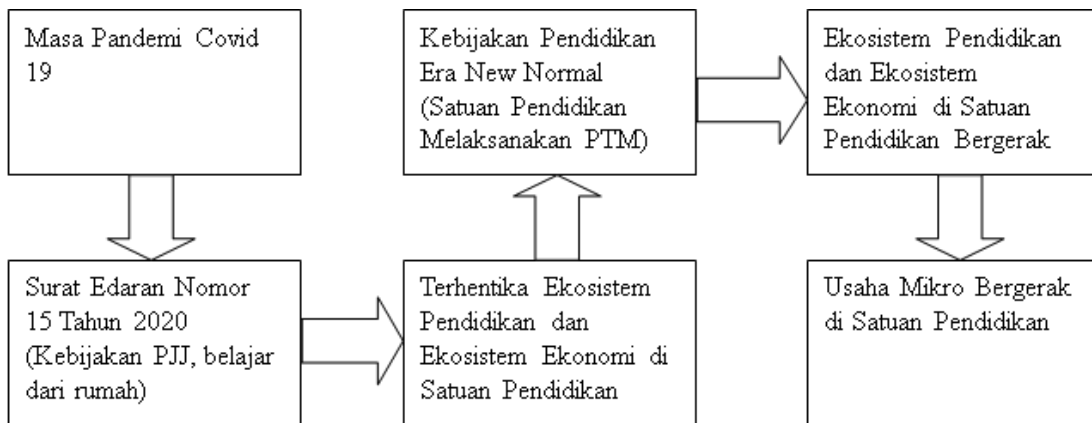 Masa Pandemi Covid
19
Surat Edaran Nomor
15 Tahun 2020
(Kebijakan PJJ, belajar
dari rumah)
Terhentika Ekosistem
Pendidikan dan
Ekosistem Ekonomi di
Satuan Pendidikan
Kebijakan Pendidikan
Era New Normal
(Satuan Pendidikan
Melaksanakan PTM)
Ekosistem Pendidikan
dan Ekosistem
Ekonomi di Satuan
Pendidikan Bergerak
Usaha Mikro Bergerak
di Satuan Pendidikan